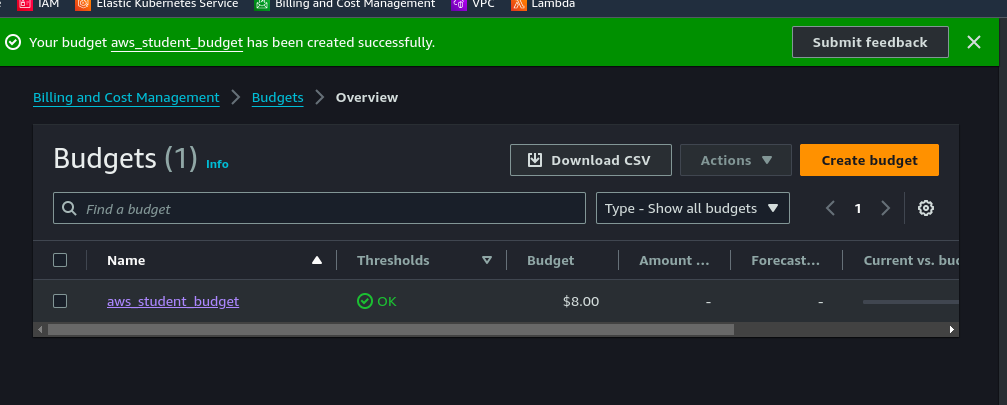 IAM Elastic Kubernetes Service Billing and Cost Management VPC Lambda
Your budget aws_student_budget has been created successfully. Submit feedback
Billing and Cost Management Budgets Overview
Budgets (1) Info Download CSV Actions Create budget
Find a budget Type - Show all budgets 1
Name Thresholds Budget Amount ... Forecast... Current vs. bud
aws_student_budget OK $8.00 - -